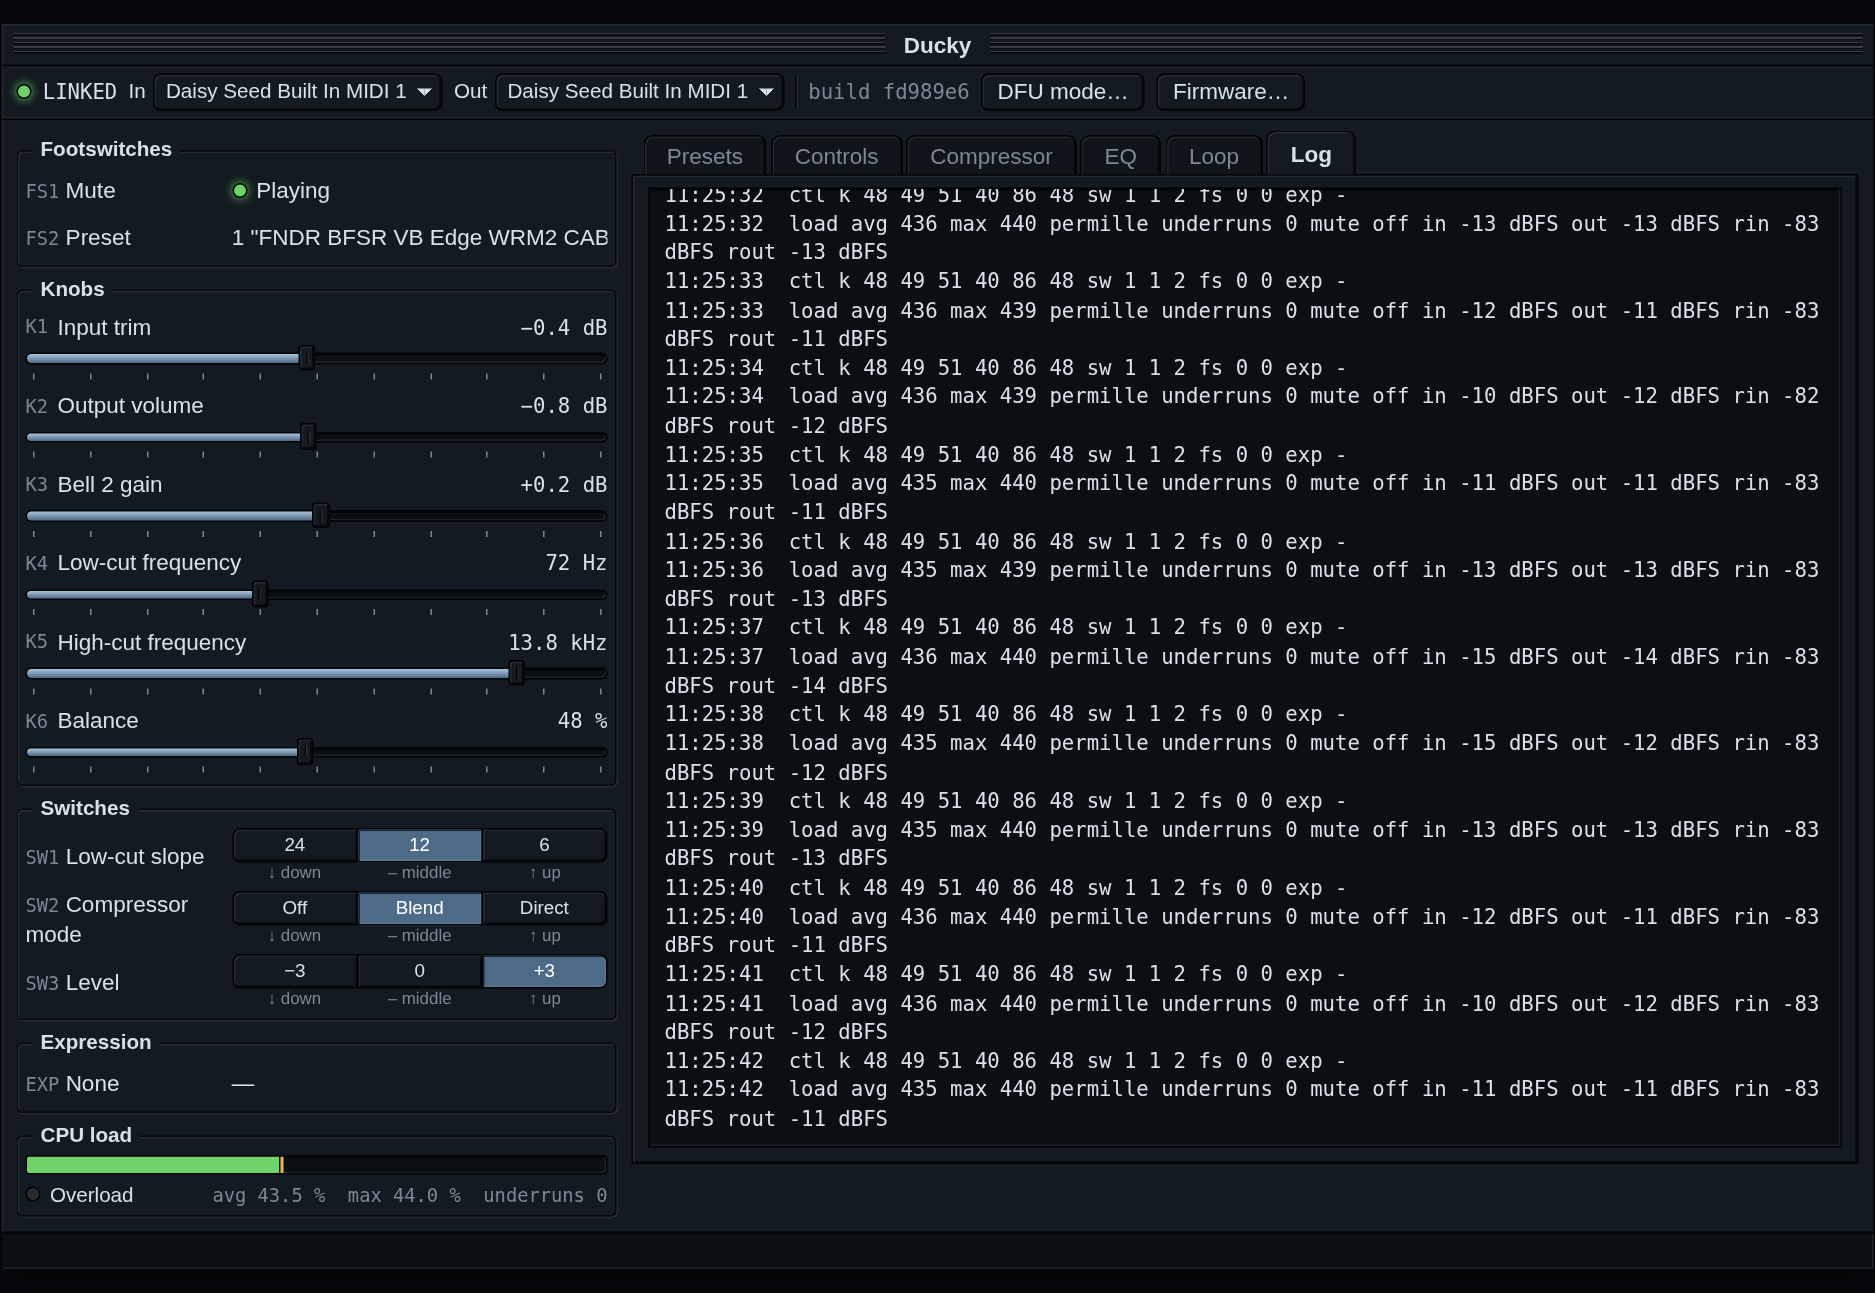 Ducky
LINKED In Daisy Seed Built In MIDI 1 Out Daisy Seed Built In MIDI 1 build fd989e6 DFU mode… Firmware…
Footswitches
FS1 Mute Playing
FS2 Preset 1 "FNDR BFSR VB Edge WRM2 CAB
Knobs
K1 Input trim −0.4 dB
K2 Output volume −0.8 dB
K3 Bell 2 gain +0.2 dB
K4 Low-cut frequency 72 Hz
K5 High-cut frequency 13.8 kHz
K6 Balance 48 %
Switches
SW1 Low-cut slope 24 12 6
↓ down – middle ↑ up
SW2 Compressor mode Off Blend Direct
↓ down – middle ↑ up
SW3 Level −3 0 +3
↓ down – middle ↑ up
Expression
EXP None —
CPU load
Overload avg 43.5 % max 44.0 % underruns 0
Presets Controls Compressor EQ Loop Log
11:25:32 ctl k 48 49 51 40 86 48 sw 1 1 2 fs 0 0 exp -
11:25:32 load avg 436 max 440 permille underruns 0 mute off in -13 dBFS out -13 dBFS rin -83
dBFS rout -13 dBFS
11:25:33 ctl k 48 49 51 40 86 48 sw 1 1 2 fs 0 0 exp -
11:25:33 load avg 436 max 439 permille underruns 0 mute off in -12 dBFS out -11 dBFS rin -83
dBFS rout -11 dBFS
11:25:34 ctl k 48 49 51 40 86 48 sw 1 1 2 fs 0 0 exp -
11:25:34 load avg 436 max 439 permille underruns 0 mute off in -10 dBFS out -12 dBFS rin -82
dBFS rout -12 dBFS
11:25:35 ctl k 48 49 51 40 86 48 sw 1 1 2 fs 0 0 exp -
11:25:35 load avg 435 max 440 permille underruns 0 mute off in -11 dBFS out -11 dBFS rin -83
dBFS rout -11 dBFS
11:25:36 ctl k 48 49 51 40 86 48 sw 1 1 2 fs 0 0 exp -
11:25:36 load avg 435 max 439 permille underruns 0 mute off in -13 dBFS out -13 dBFS rin -83
dBFS rout -13 dBFS
11:25:37 ctl k 48 49 51 40 86 48 sw 1 1 2 fs 0 0 exp -
11:25:37 load avg 436 max 440 permille underruns 0 mute off in -15 dBFS out -14 dBFS rin -83
dBFS rout -14 dBFS
11:25:38 ctl k 48 49 51 40 86 48 sw 1 1 2 fs 0 0 exp -
11:25:38 load avg 435 max 440 permille underruns 0 mute off in -15 dBFS out -12 dBFS rin -83
dBFS rout -12 dBFS
11:25:39 ctl k 48 49 51 40 86 48 sw 1 1 2 fs 0 0 exp -
11:25:39 load avg 435 max 440 permille underruns 0 mute off in -13 dBFS out -13 dBFS rin -83
dBFS rout -13 dBFS
11:25:40 ctl k 48 49 51 40 86 48 sw 1 1 2 fs 0 0 exp -
11:25:40 load avg 436 max 440 permille underruns 0 mute off in -12 dBFS out -11 dBFS rin -83
dBFS rout -11 dBFS
11:25:41 ctl k 48 49 51 40 86 48 sw 1 1 2 fs 0 0 exp -
11:25:41 load avg 436 max 440 permille underruns 0 mute off in -10 dBFS out -12 dBFS rin -83
dBFS rout -12 dBFS
11:25:42 ctl k 48 49 51 40 86 48 sw 1 1 2 fs 0 0 exp -
11:25:42 load avg 435 max 440 permille underruns 0 mute off in -11 dBFS out -11 dBFS rin -83
dBFS rout -11 dBFS